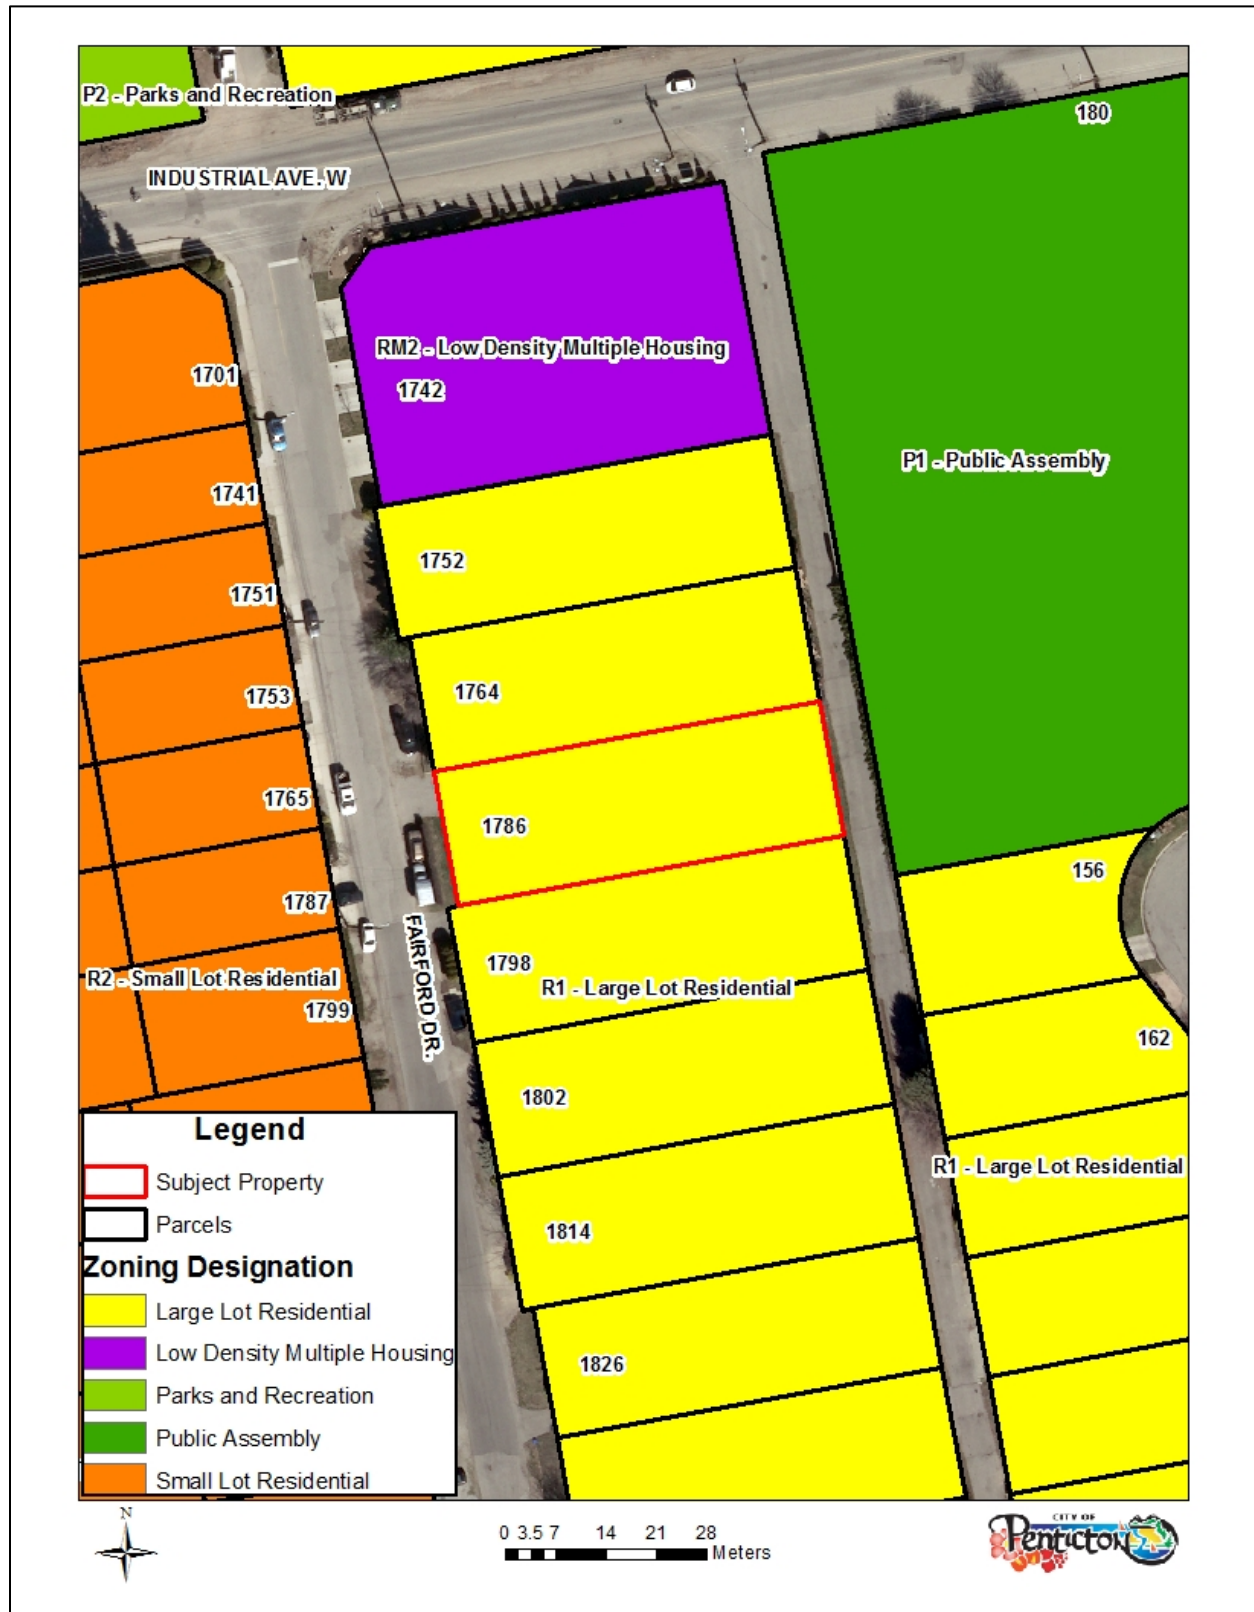 P2 - Parks and Recreation
180
INDUSTRIAL AVE. W
RM2 - Low Density Multiple Housing
1701
1742
P1 - Public Assembly
1741
1752
1751
1764
1753
1765
1786
156
1787
FAIRFORD DR.
1798
R2 - Small Lot Residential
R1 - Large Lot Residential
1799
162
1802
R1 - Large Lot Residential
1814
1826
Legend
Subject Property
Parcels
Zoning Designation
Large Lot Residential
Low Density Multiple Housing
Parks and Recreation
Public Assembly
Small Lot Residential
N
0 3.5 7 14 21 28
Meters
CITY OF
Penticton